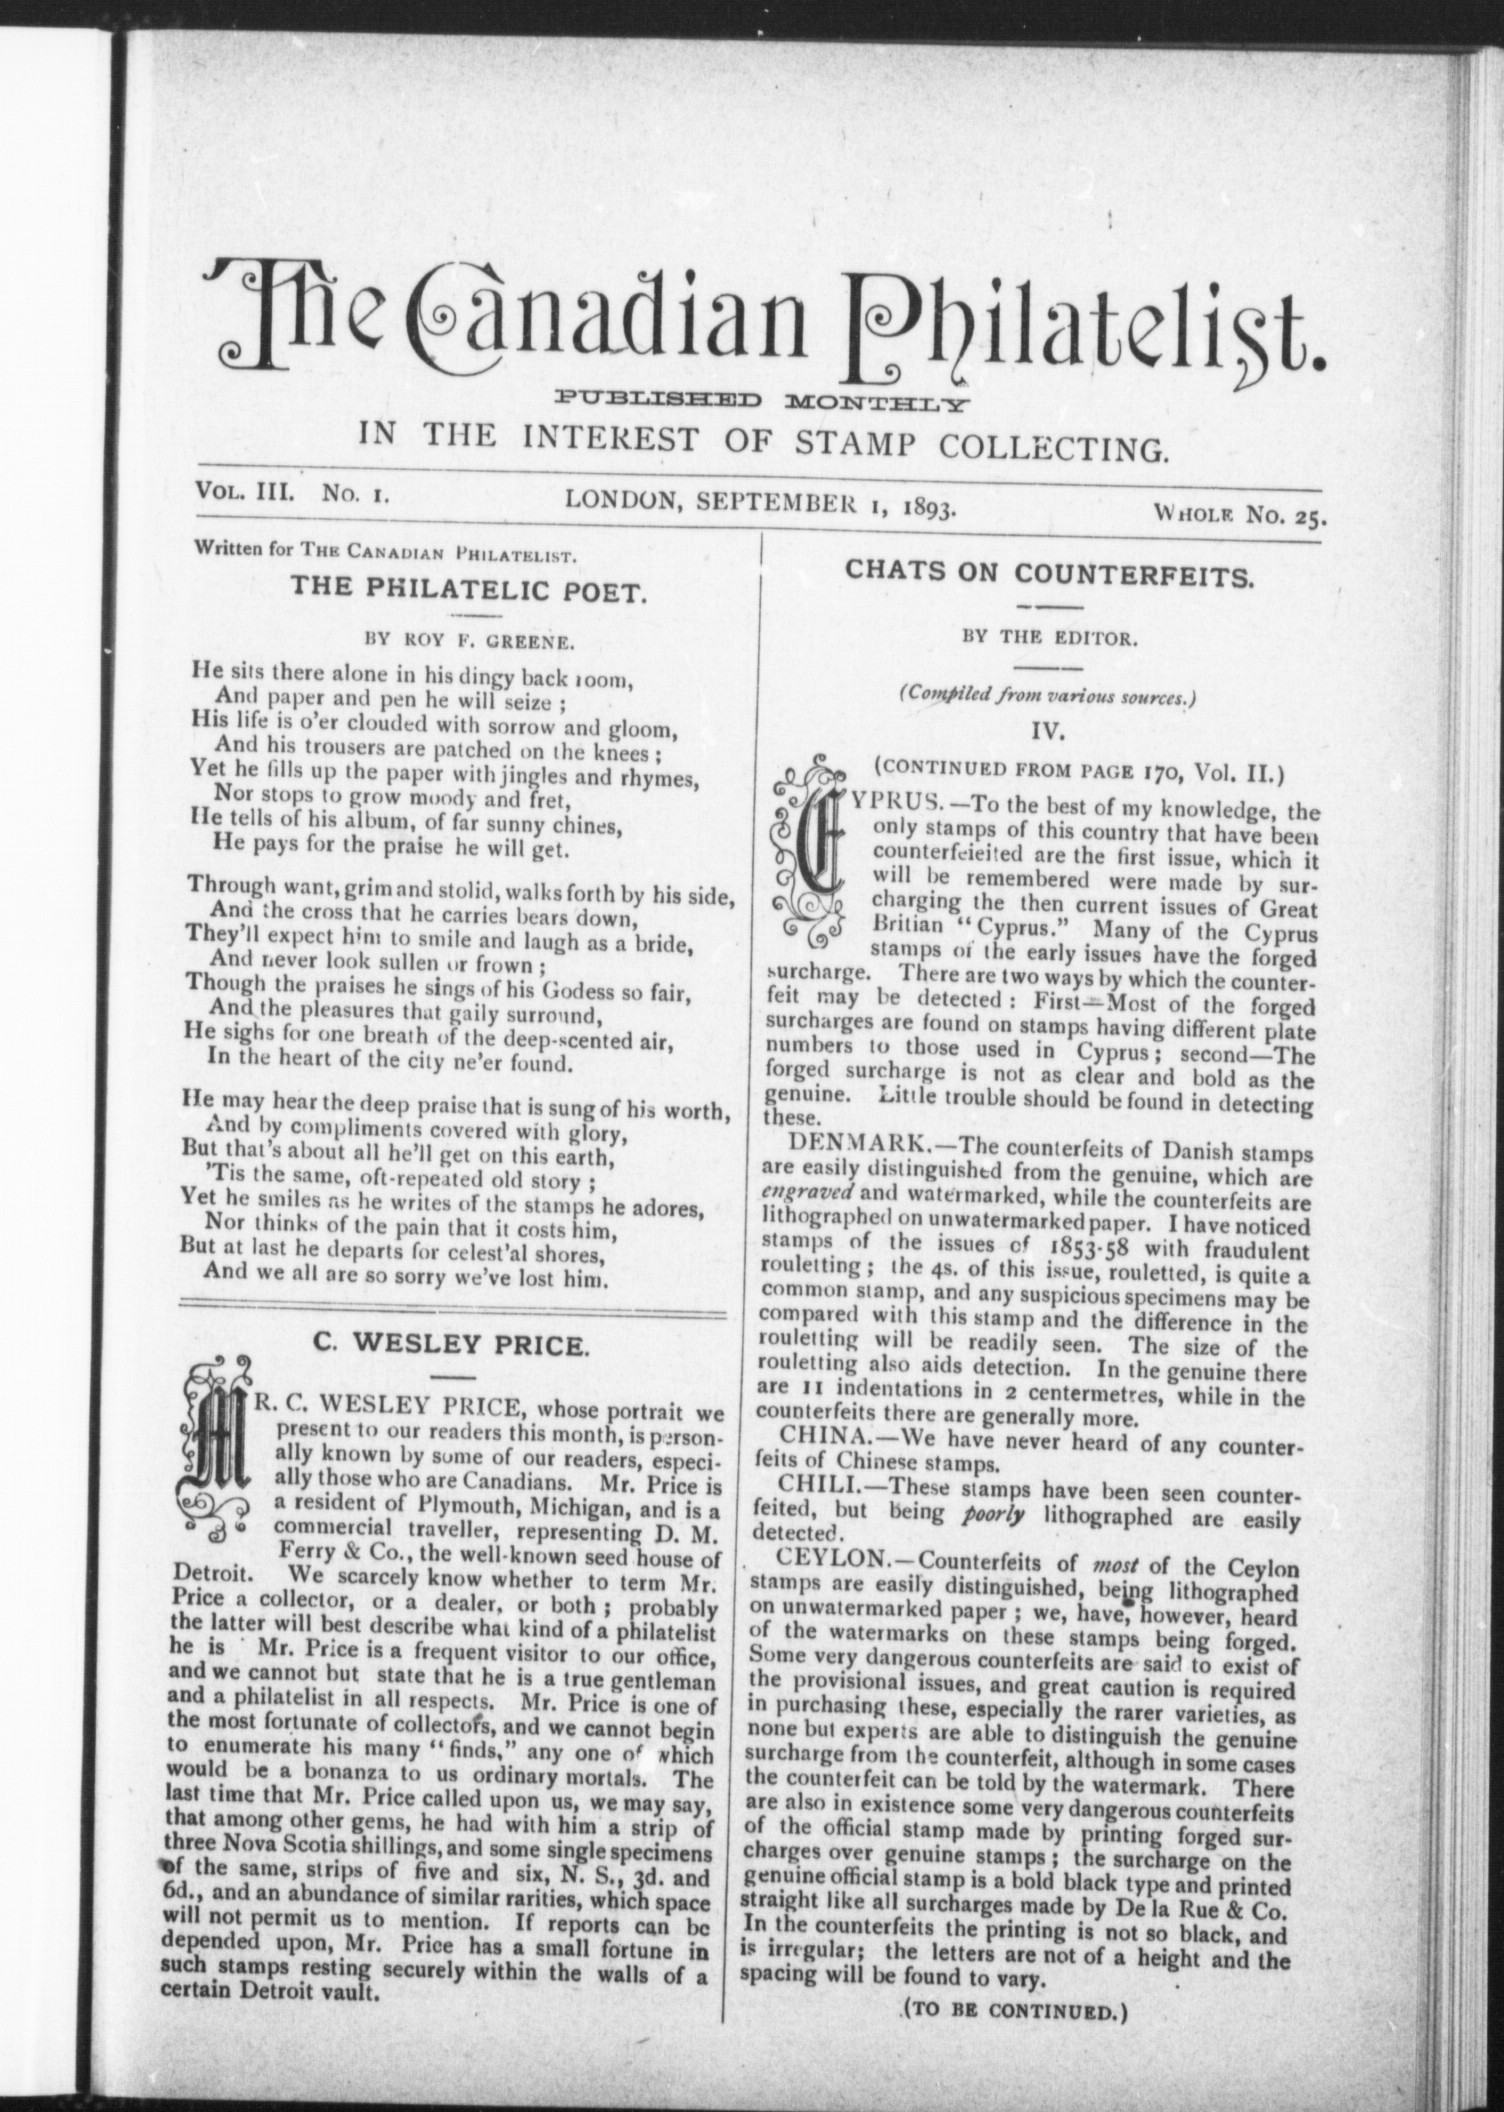 The Canadian Philatelist.
PUBLISHED MONTHLY
IN THE INTEREST OF STAMP COLLECTING.
VOL. III. No. 1.
LONDON, SEPTEMBER 1, 1893.
WHOLE No. 25.
Written for THE CANADIAN PHILATELIST.
THE PHILATELIC POET.
BY ROY F. GREENE.
He sits there alone in his dingy back room,
And paper and pen he will seize ;
His life is o'er clouded with sorrow and gloom,
And his trousers are patched on the knees ;
Yet he fills up the paper with jingles and rhymes,
Nor stops to grow moody and fret,
He tells of his album, of far sunny chines,
He pays for the praise he will get.
Through want, grim and stolid, walks forth by his side,
And the cross that he carries bears down,
They'll expect him to smile and laugh as a bride,
And never look sullen or frown ;
Though the praises he sings of his Godess so fair,
And the pleasures that gaily surround,
He sighs for one breath of the deep-scented air,
In the heart of the city ne'er found.
He may hear the deep praise that is sung of his worth,
And by compliments covered with glory,
But that's about all he'll get on this earth,
'Tis the same, oft-repeated old story ;
Yet he smiles as he writes of the stamps he adores,
Nor thinks of the pain that it costs him,
But at last he departs for celest'al shores,
And we all are so sorry we've lost him.
C. WESLEY PRICE.
MR. C. WESLEY PRICE, whose portrait we
present to our readers this month, is person-
ally known by some of our readers, especi-
ally those who are Canadians. Mr. Price is
a resident of Plymouth, Michigan, and is a
commercial traveller, representing D. M.
Ferry & Co., the well-known seed house of
Detroit. We scarcely know whether to term Mr.
Price a collector, or a dealer, or both ; probably
the latter will best describe what kind of a philatelist
he is Mr. Price is a frequent visitor to our office,
and we cannot but state that he is a true gentleman
and a philatelist in all respects. Mr. Price is one of
the most fortunate of collectors, and we cannot begin
to enumerate his many "finds," any one of which
would be a bonanza to us ordinary mortals. The
last time that Mr. Price called upon us, we may say,
that among other gems, he had with him a strip of
three Nova Scotia shillings, and some single specimens
of the same, strips of five and six, N. S., 3d. and
6d., and an abundance of similar rarities, which space
will not permit us to mention. If reports can be
depended upon, Mr. Price has a small fortune in
such stamps resting securely within the walls of a
certain Detroit vault.
CHATS ON COUNTERFEITS.
BY THE EDITOR.
(Compiled from various sources.)
IV.
(CONTINUED FROM PAGE 170, Vol. II.)
CYPRUS.—To the best of my knowledge, the
only stamps of this country that have been
counterfeieited are the first issue, which it
will be remembered were made by sur-
charging the then current issues of Great
Britian "Cyprus." Many of the Cyprus
stamps of the early issues have the forged
surcharge. There are two ways by which the counter-
feit may be detected : First—Most of the forged
surcharges are found on stamps having different plate
numbers to those used in Cyprus ; second—The
forged surcharge is not as clear and bold as the
genuine. Little trouble should be found in detecting
these.
DENMARK.—The counterfeits of Danish stamps
are easily distinguished from the genuine, which are
engraved and watermarked, while the counterfeits are
lithographed on unwatermarked paper. I have noticed
stamps of the issues of 1853-58 with fraudulent
rouletting ; the 4s. of this issue, rouletted, is quite a
common stamp, and any suspicious specimens may be
compared with this stamp and the difference in the
rouletting will be readily seen. The size of the
rouletting also aids detection. In the genuine there
are 11 indentations in 2 centermetres, while in the
counterfeits there are generally more.
CHINA.—We have never heard of any counter-
feits of Chinese stamps.
CHILI.—These stamps have been seen counter-
feited, but being poorly lithographed are easily
detected.
CEYLON.—Counterfeits of most of the Ceylon
stamps are easily distinguished, being lithographed
on unwatermarked paper ; we, have, however, heard
of the watermarks on these stamps being forged.
Some very dangerous counterfeits are said to exist of
the provisional issues, and great caution is required
in purchasing these, especially the rarer varieties, as
none but experts are able to distinguish the genuine
surcharge from the counterfeit, although in some cases
the counterfeit can be told by the watermark. There
are also in existence some very dangerous counterfeits
of the official stamp made by printing forged sur-
charges over genuine stamps ; the surcharge on the
genuine official stamp is a bold black type and printed
straight like all surcharges made by De la Rue & Co.
In the counterfeits the printing is not so black, and
is irregular; the letters are not of a height and the
spacing will be found to vary.
(TO BE CONTINUED.)